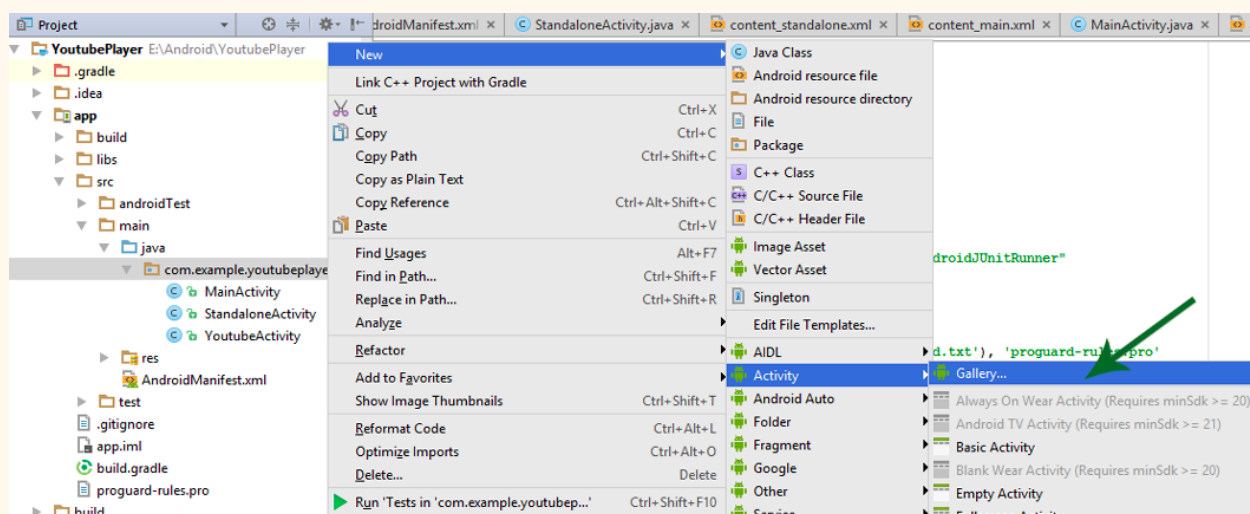 Project
droidManifest.xml × StandaloneActivity.java × content_standalone.xml × content_main.xml × MainActivity.java ×
YoutubePlayer E:\Android\YoutubePlayer
.gradle
.idea
app
build
libs
src
androidTest
main
java
com.example.youtubeplaye
MainActivity
StandaloneActivity
YoutubeActivity
res
AndroidManifest.xml
test
.gitignore
app.iml
build.gradle
proguard-rules.pro
build
New
Link C++ Project with Gradle
Cut Ctrl+X
Copy Ctrl+C
Copy Path Ctrl+Shift+C
Copy as Plain Text
Copy Reference Ctrl+Alt+Shift+C
Paste Ctrl+V
Find Usages Alt+F7
Find in Path... Ctrl+Shift+F
Replace in Path... Ctrl+Shift+R
Analyze
Refactor
Add to Favorites
Show Image Thumbnails Ctrl+Shift+T
Reformat Code Ctrl+Alt+L
Optimize Imports Ctrl+Alt+O
Delete... Delete
Run 'Tests in 'com.example.youtubep...' Ctrl+Shift+F10
Java Class
Android resource file
Android resource directory
File
Package
C++ Class
C/C++ Source File
C/C++ Header File
Image Asset
Vector Asset
Singleton
Edit File Templates...
AIDL
Activity
Android Auto
Folder
Fragment
Google
Other
Service
droidJUnitRunner"
d.txt'), 'proguard-rules.pro'
Gallery...
Always On Wear Activity (Requires minSdk >= 20)
Android TV Activity (Requires minSdk >= 21)
Basic Activity
Blank Wear Activity (Requires minSdk >= 20)
Empty Activity
Fullscreen Activity